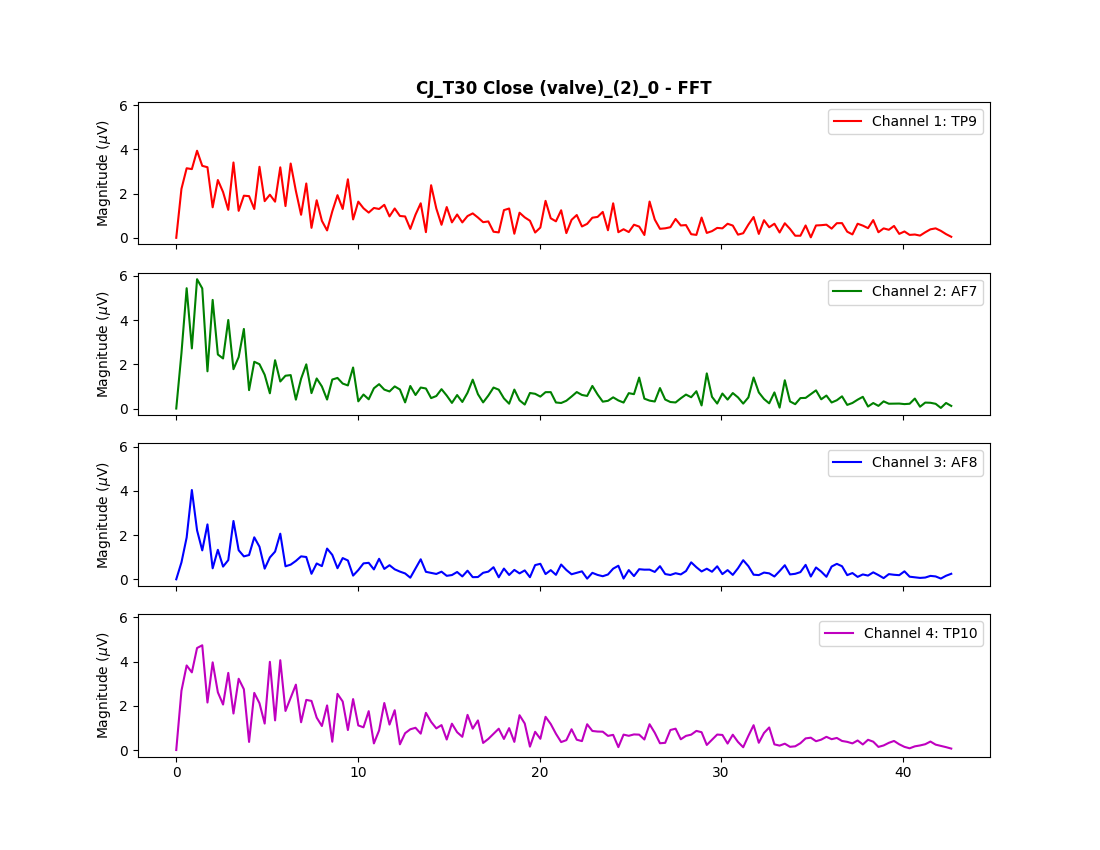 CJ_T30 Close (valve)_(2)_0 - FFT
6
4
2
0
Magnitude (μV)
Channel 1: TP9
6
4
2
0
Magnitude (μV)
Channel 2: AF7
6
4
2
0
Magnitude (μV)
Channel 3: AF8
6
4
2
0
Magnitude (μV)
Channel 4: TP10
0 10 20 30 40